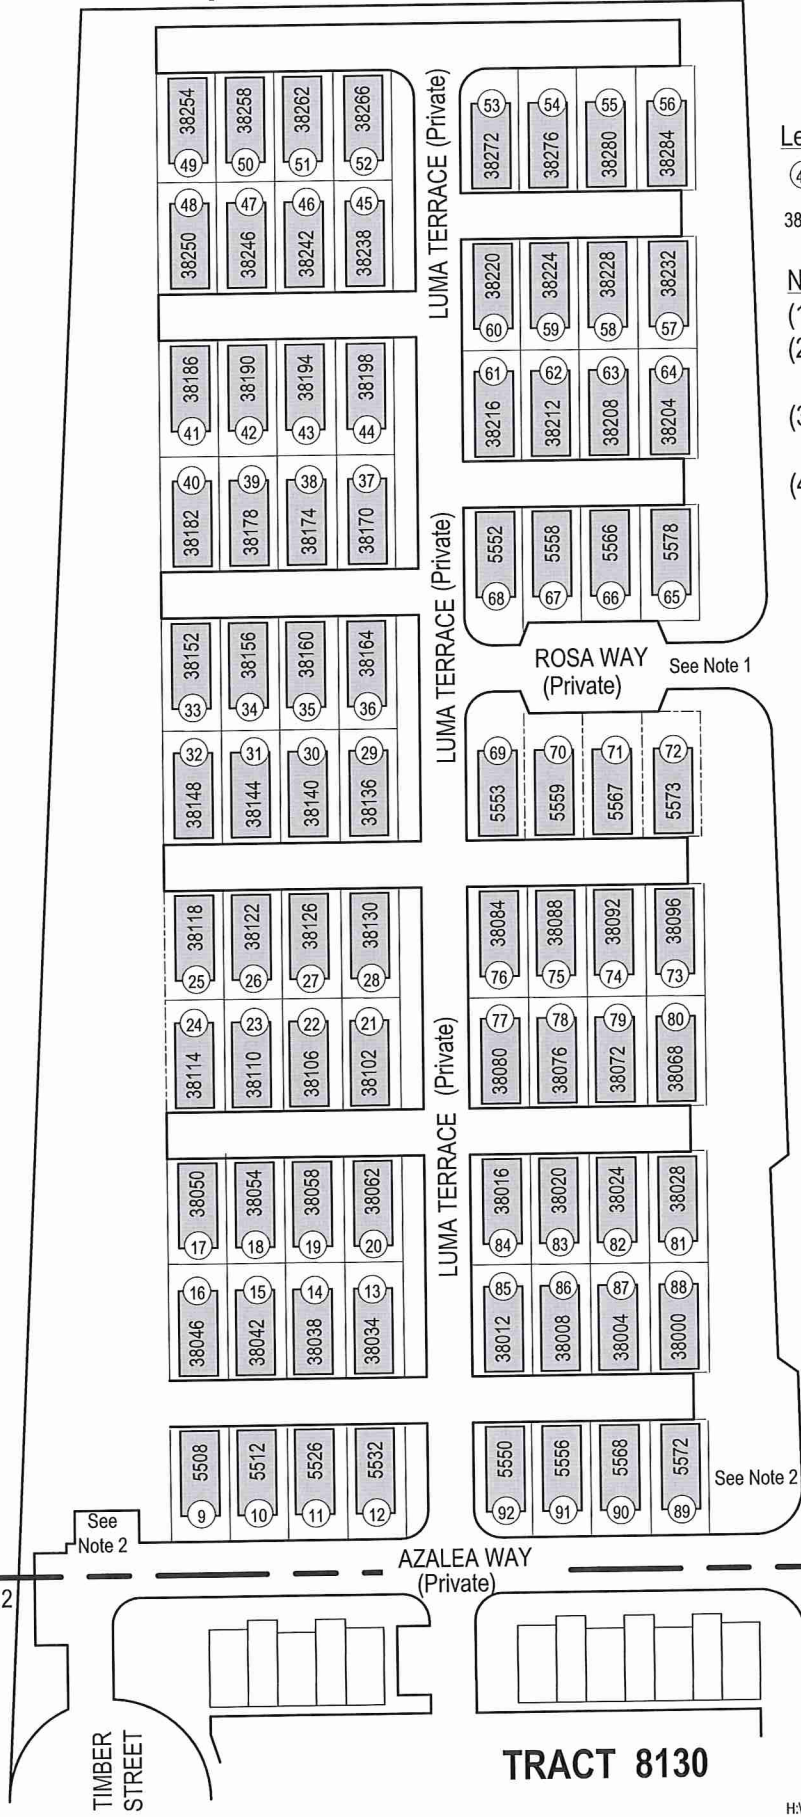 38254 38258 38262 38266
49 50 51 52
48 47 46 45
38250 38246 38242 38238
LUMA TERRACE (Private)
53 54 55 56
38272 38276 38280 38284
38220 38224 38228 38232
60 59 58 57
61 62 63 64
38216 38212 38208 38204
38186 38190 38194 38198
41 42 43 44
40 39 38 37
38182 38178 38174 38170
LUMA TERRACE (Private)
5552 5558 5566 5578
68 67 66 65
ROSA WAY
(Private)
See Note 1
38152 38156 38160 38164
33 34 35 36
32 31 30 29
38148 38144 38140 38136
69 70 71 72
5553 5559 5567 5573
38118 38122 38126 38130
25 26 27 28
24 23 22 21
38114 38110 38106 38102
38084 38088 38092 38096
76 75 74 73
77 78 79 80
38080 38076 38072 38068
LUMA TERRACE (Private)
38050 38054 38058 38062
17 18 19 20
16 15 14 13
38046 38042 38038 38034
38016 38020 38024 38028
84 83 82 81
85 86 87 88
38012 38008 38004 38000
5508 5512 5526 5532
9 10 11 12
5550 5556 5568 5572
92 91 90 89
See Note 2
See
Note 2
AZALEA WAY
(Private)
2
TIMBER
STREET
TRACT 8130
Le
4
38
N
(1
(2
(3
(4
H:\